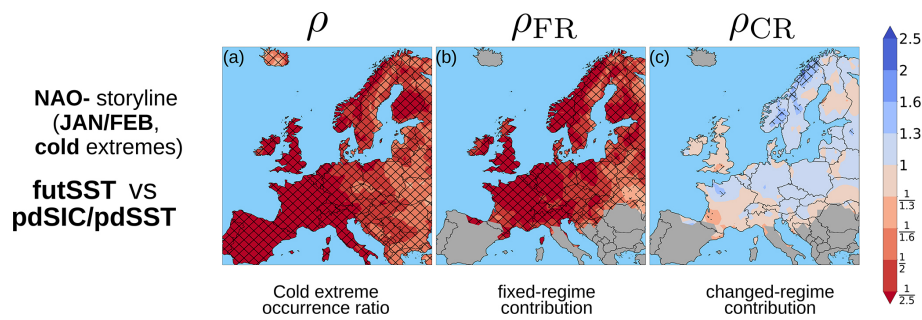 ρ ρFR ρCR
(a) (b) (c)
NAO- storyline
(JAN/FEB,
cold extremes)
futSST vs
pdSIC/pdSST
2.5
2
1.6
1.3
1
1/1.3
1/1.6
1/2
1/2.5
Cold extreme
occurrence ratio
fixed-regime
contribution
changed-regime
contribution